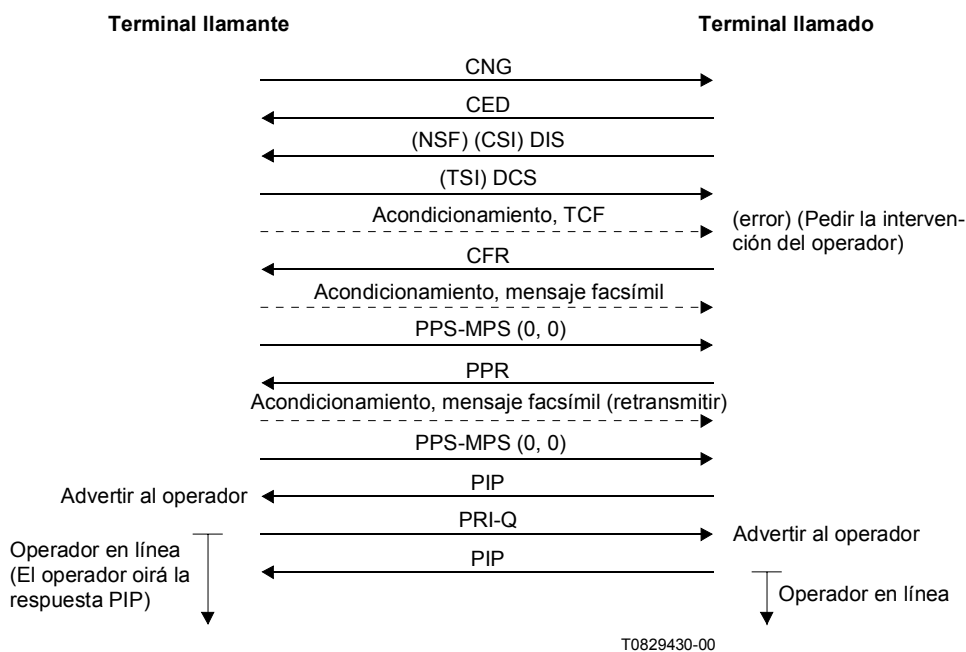 Terminal llamante
Terminal llamado
CNG
CED
(NSF) (CSI) DIS
(TSI) DCS
Acondicionamiento, TCF
(error) (Pedir la interven-
ción del operador)
CFR
Acondicionamiento, mensaje facsímil
PPS-MPS (0, 0)
PPR
Acondicionamiento, mensaje facsímil (retransmitir)
PPS-MPS (0, 0)
PIP
Advertir al operador
PRI-Q
Advertir al operador
Operador en línea
(El operador oirá la
respuesta PIP)
PIP
Operador en línea
T0829430-00